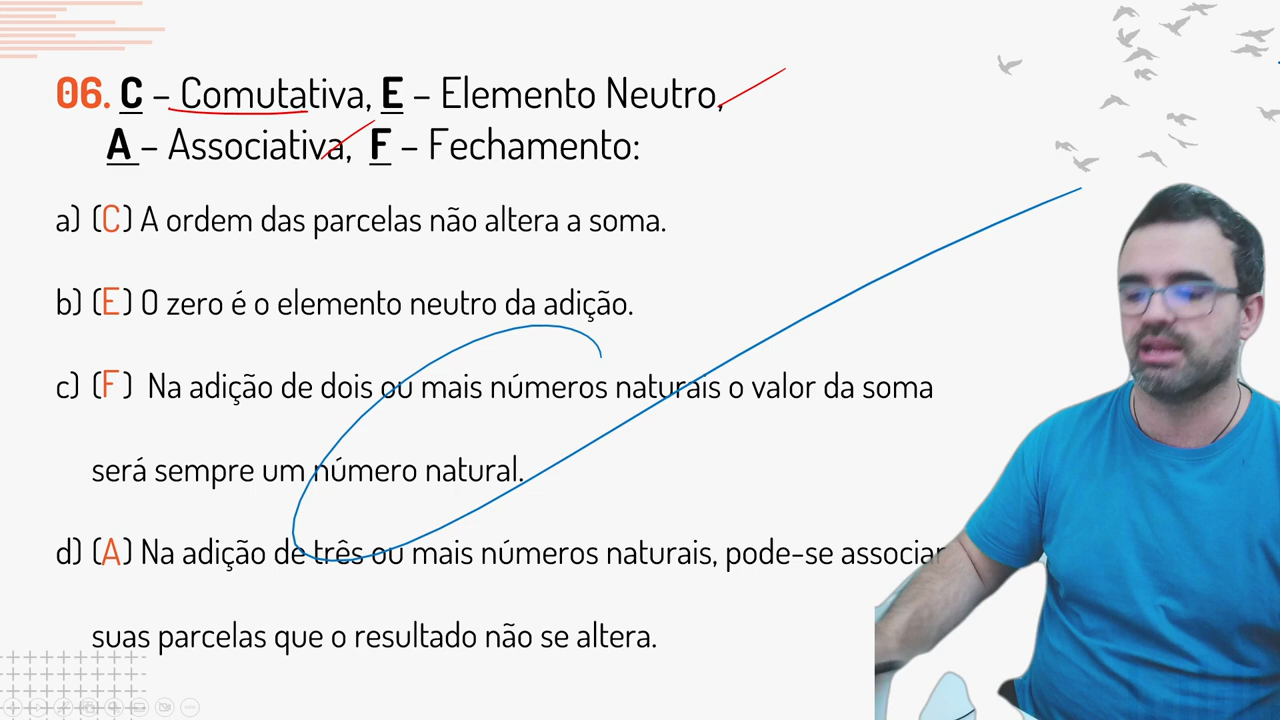 06. C – Comutativa, E – Elemento Neutro,
A – Associativa, F – Fechamento:
a) (C) A ordem das parcelas não altera a soma.
b) (E) O zero é o elemento neutro da adição.
c) (F) Na adição de dois ou mais números naturais o valor da soma
será sempre um número natural.
d) (A) Na adição de três ou mais números naturais, pode-se associar
suas parcelas que o resultado não se altera.